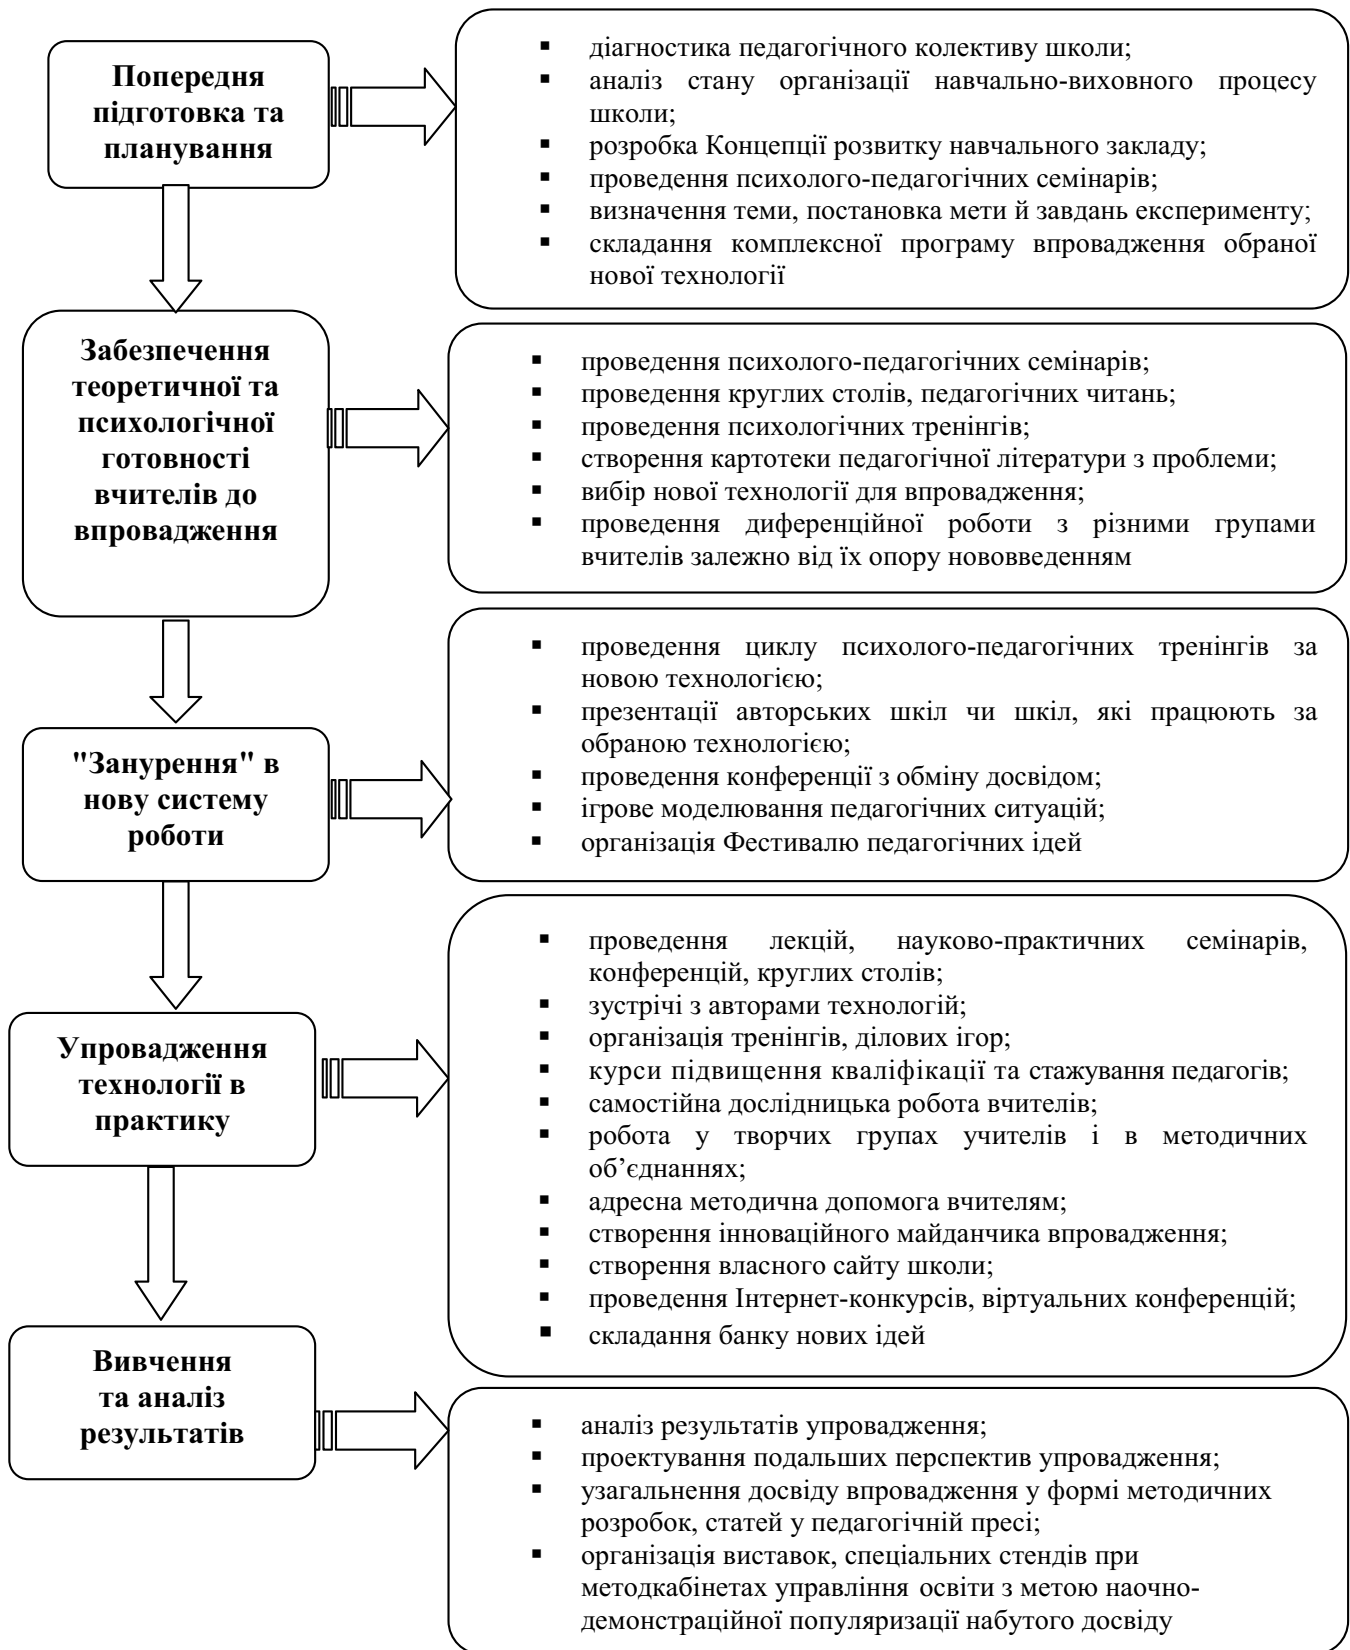 Попередня
підготовка та
планування
▪ діагностика педагогічного колективу школи;
▪ аналіз стану організації навчально-виховного процесу
школи;
▪ розробка Концепції розвитку навчального закладу;
▪ проведення психолого-педагогічних семінарів;
▪ визначення теми, постановка мети й завдань експерименту;
▪ складання комплексної програму впровадження обраної
нової технології
Забезпечення
теоретичної та
психологічної
готовності
вчителів до
впровадження
▪ проведення психолого-педагогічних семінарів;
▪ проведення круглих столів, педагогічних читань;
▪ проведення психологічних тренінгів;
▪ створення картотеки педагогічної літератури з проблеми;
▪ вибір нової технології для впровадження;
▪ проведення диференційної роботи з різними групами
вчителів залежно від їх опору нововведенням
"Занурення" в
нову систему
роботи
▪ проведення циклу психолого-педагогічних тренінгів за
новою технологією;
▪ презентації авторських шкіл чи шкіл, які працюють за
обраною технологією;
▪ проведення конференції з обміну досвідом;
▪ ігрове моделювання педагогічних ситуацій;
▪ організація Фестивалю педагогічних ідей
Упровадження
технології в
практику
▪ проведення лекцій, науково-практичних семінарів,
конференцій, круглих столів;
▪ зустрічі з авторами технологій;
▪ організація тренінгів, ділових ігор;
▪ курси підвищення кваліфікації та стажування педагогів;
▪ самостійна дослідницька робота вчителів;
▪ робота у творчих групах учителів і в методичних
об’єднаннях;
▪ адресна методична допомога вчителям;
▪ створення інноваційного майданчика впровадження;
▪ створення власного сайту школи;
▪ проведення Інтернет-конкурсів, віртуальних конференцій;
▪ складання банку нових ідей
Вивчення
та аналіз
результатів
▪ аналіз результатів упровадження;
▪ проектування подальших перспектив упровадження;
▪ узагальнення досвіду впровадження у формі методичних
розробок, статей у педагогічній пресі;
▪ організація виставок, спеціальних стендів при
методкабінетах управління освіти з метою наочно-
демонстраційної популяризації набутого досвіду